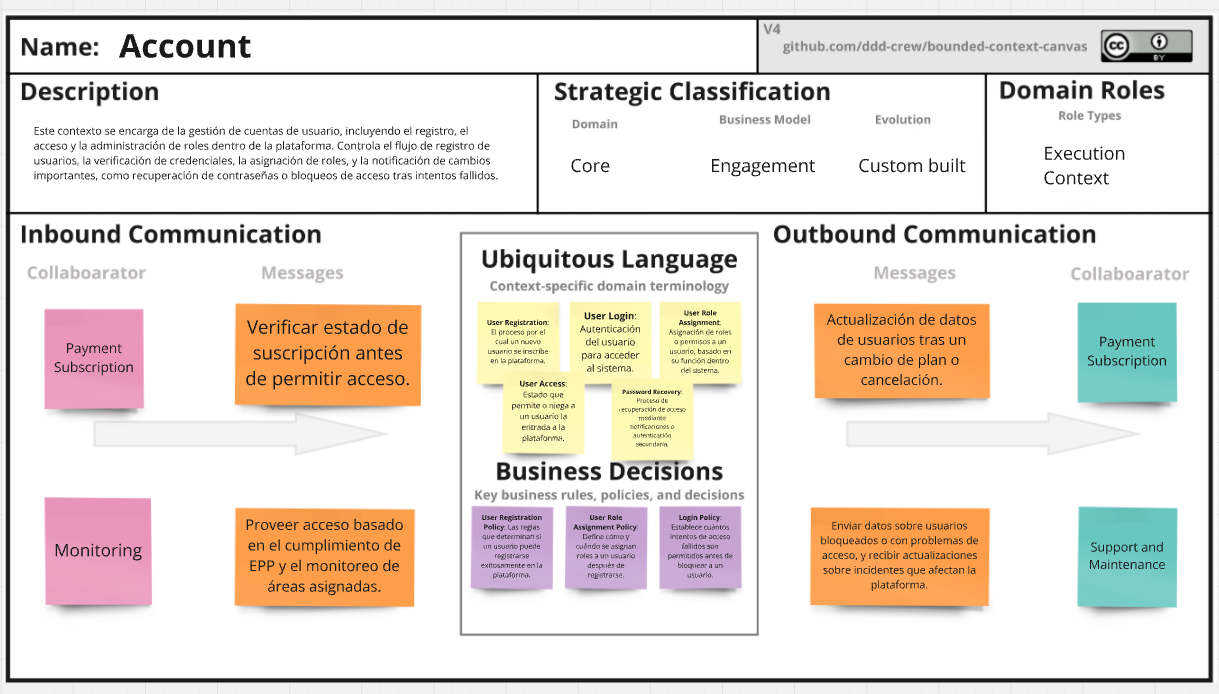 Name: Account
V4
github.com/ddd-crew/bounded-context-canvas
cc
BY
Description
Este contexto se encarga de la gestión de cuentas de usuario, incluyendo el registro, el
acceso y la administración de roles dentro de la plataforma. Controla el flujo de registro de
usuarios, la verificación de credenciales, la asignación de roles, y la notificación de cambios
importantes, como recuperación de contraseñas o bloqueos de acceso tras intentos fallidos.
Strategic Classification
Domain
Business Model
Evolution
Core
Engagement
Custom built
Domain Roles
Role Types
Execution
Context
Inbound Communication
Collaboarator
Messages
Payment
Subscription
Verificar estado de
suscripción antes
de permitir acceso.
Monitoring
Proveer acceso basado
en el cumplimiento de
EPP y el monitoreo de
áreas asignadas.
Ubiquitous Language
Context-specific domain terminology
User Registration:
El proceso por el
cual un nuevo
usuario se inscribe
en la plataforma.
User Login:
Autenticación
del usuario
para acceder
al sistema.
User Role
Assignment:
Asignación de roles
o permisos a un
usuario, basado en
su función dentro
del sistema.
User Access:
Estado que
permite o niega a
un usuario la
entrada a la
plataforma.
Password Recovery:
Proceso de
recuperación de acceso
mediante
notificaciones o
autenticación
secundaria.
Business Decisions
Key business rules, policies, and decisions
User Registration
Policy: Las reglas
que determinan si
un usuario puede
registrarse
exitosamente en la
plataforma.
User Role
Assignment Policy:
Define cómo y
cuándo se asignan
roles a un usuario
después de
registrarse.
Login Policy:
Establece cuántos
intentos de acceso
fallidos son
permitidos antes de
bloquear a un
usuario.
Outbound Communication
Messages
Collaboarator
Actualización de datos
de usuarios tras un
cambio de plan o
cancelación.
Payment
Subscription
Enviar datos sobre usuarios
bloqueados o con problemas de
acceso, y recibir actualizaciones
sobre incidentes que afectan la
plataforma.
Support and
Maintenance